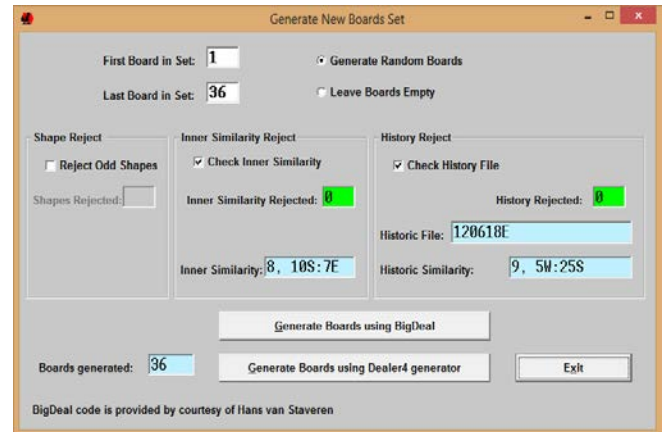 Generate New Boards Set
First Board in Set: 1
Generate Random Boards
Last Board in Set: 36
Leave Boards Empty
Shape Reject
Reject Odd Shapes
Shapes Rejected:
Inner Similarity Reject
Check Inner Similarity
Inner Similarity Rejected: 0
Inner Similarity: 8, 10S:7E
History Reject
Check History File
History Rejected: 0
Historic File: 120618E
Historic Similarity: 9, 5W:25S
Generate Boards using BigDeal
Boards generated: 36
Generate Boards using Dealer4 generator
Exit
BigDeal code is provided by courtesy of Hans van Staveren